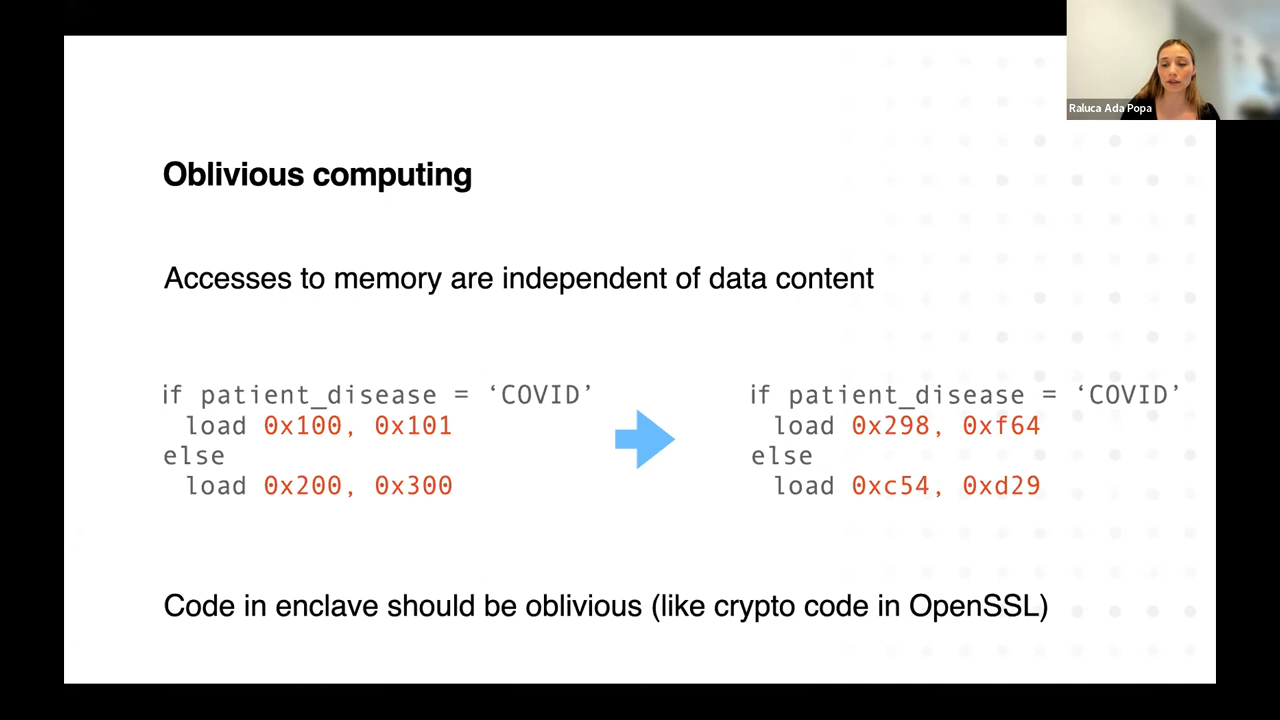 Raluca Ada Popa
Oblivious computing
Accesses to memory are independent of data content
if patient_disease = ‘COVID’
load 0x100, 0x101
else
load 0x200, 0x300
if patient_disease = ‘COVID’
load 0x298, 0xf64
else
load 0xc54, 0xd29
Code in enclave should be oblivious (like crypto code in OpenSSL)